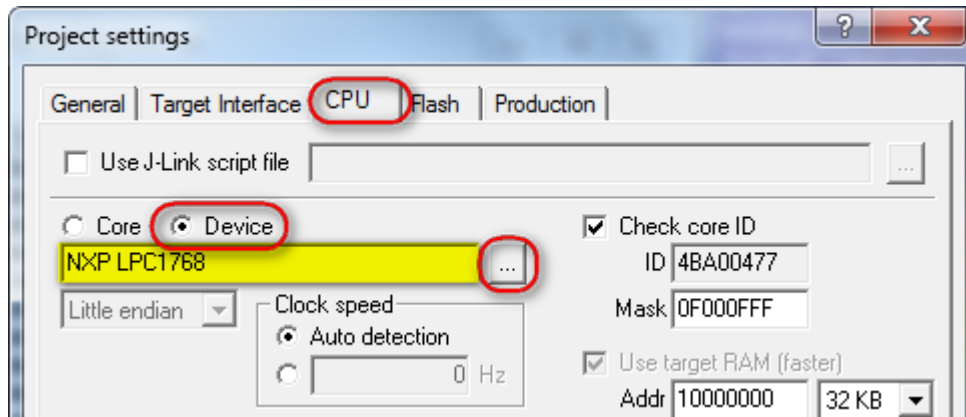 Project settings
General Target Interface CPU Flash Production
Use J-Link script file ...
Core Device
NXP LPC1768 ...
Little endian
Clock speed
Auto detection
0 Hz
Check core ID
ID 4BA00477
Mask 0F000FFF
Use target RAM (faster)
Addr 10000000 32 KB